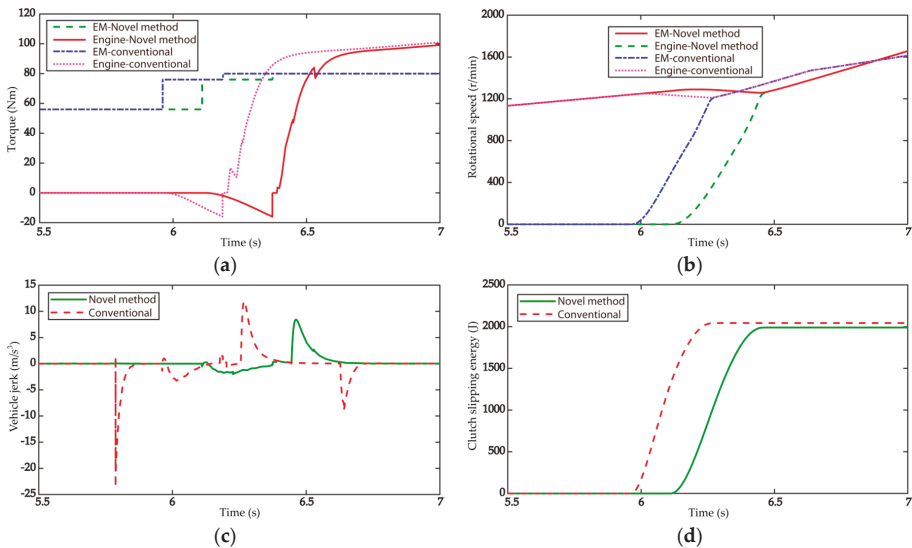 (a)
EM-Novel method
Engine-Novel method
EM-conventional
Engine-conventional
Torque (Nm)
120
100
80
60
40
20
0
-20
5.5
6
6.5
7
Time (s)
(b)
EM-Novel method
Engine-Novel method
EM-conventional
Engine-conventional
Rotational speed (r/min)
2000
1600
1200
800
400
0
5.5
6
6.5
7
Time (s)
(c)
Novel method
Conventional
Vehicle jerk (m/s³)
15
10
5
0
-5
-10
-15
-20
-25
5.5
6
6.5
7
Time (s)
(d)
Novel method
Conventional
Clutch slipping energy (J)
2500
2000
1500
1000
500
0
5.5
6
6.5
7
Time (s)